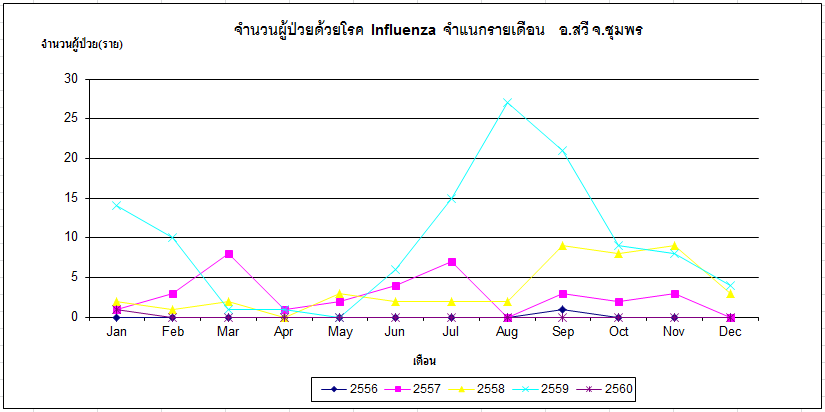 จำนวนผู้ป่วยด้วยโรค Influenza จำแนกรายเดือน อ.สวี จ.ชุมพร
จำนวนผู้ป่วย(ราย)
30
25
20
15
10
5
0
Jan Feb Mar Apr May Jun Jul Aug Sep Oct Nov Dec
เดือน
2556 2557 2558 2559 2560